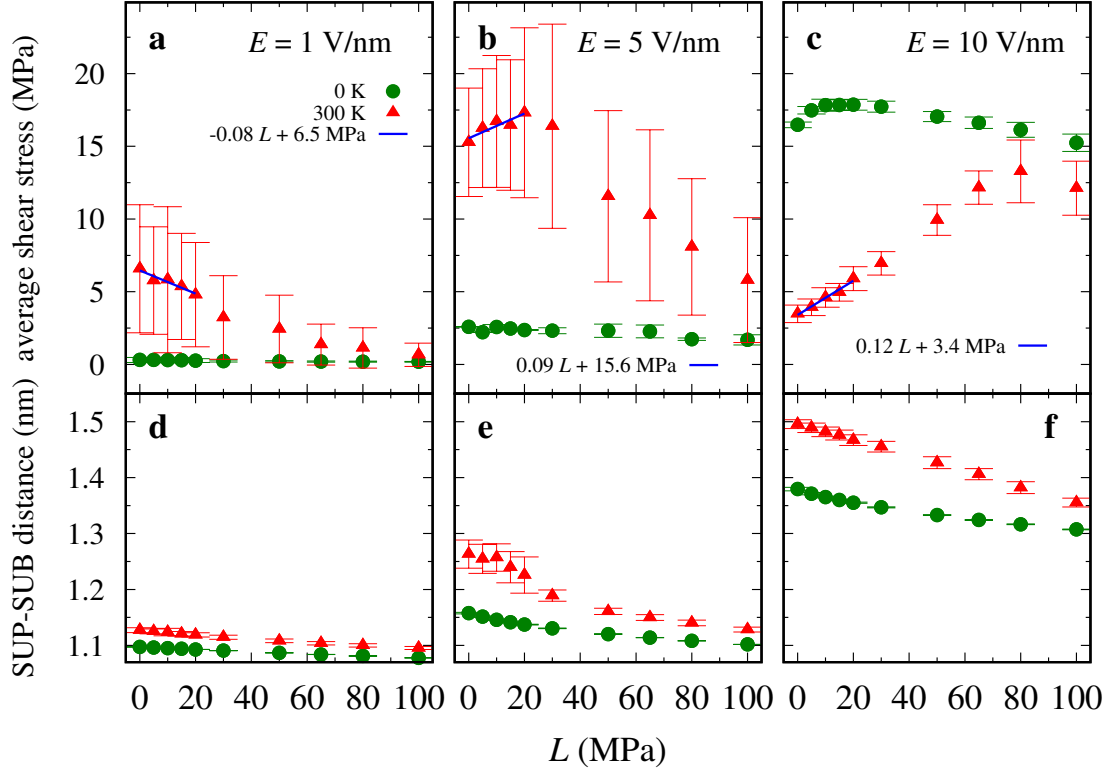 a E = 1 V/nm
b E = 5 V/nm
c E = 10 V/nm
0 K
300 K
-0.08 L + 6.5 MPa
0.09 L + 15.6 MPa
0.12 L + 3.4 MPa
average shear stress (MPa)
20
15
10
5
0
d
e
f
SUP-SUB distance (nm)
1.5
1.4
1.3
1.2
1.1
0 20 40 60 80 100
0 20 40 60 80 100
0 20 40 60 80 100
L (MPa)